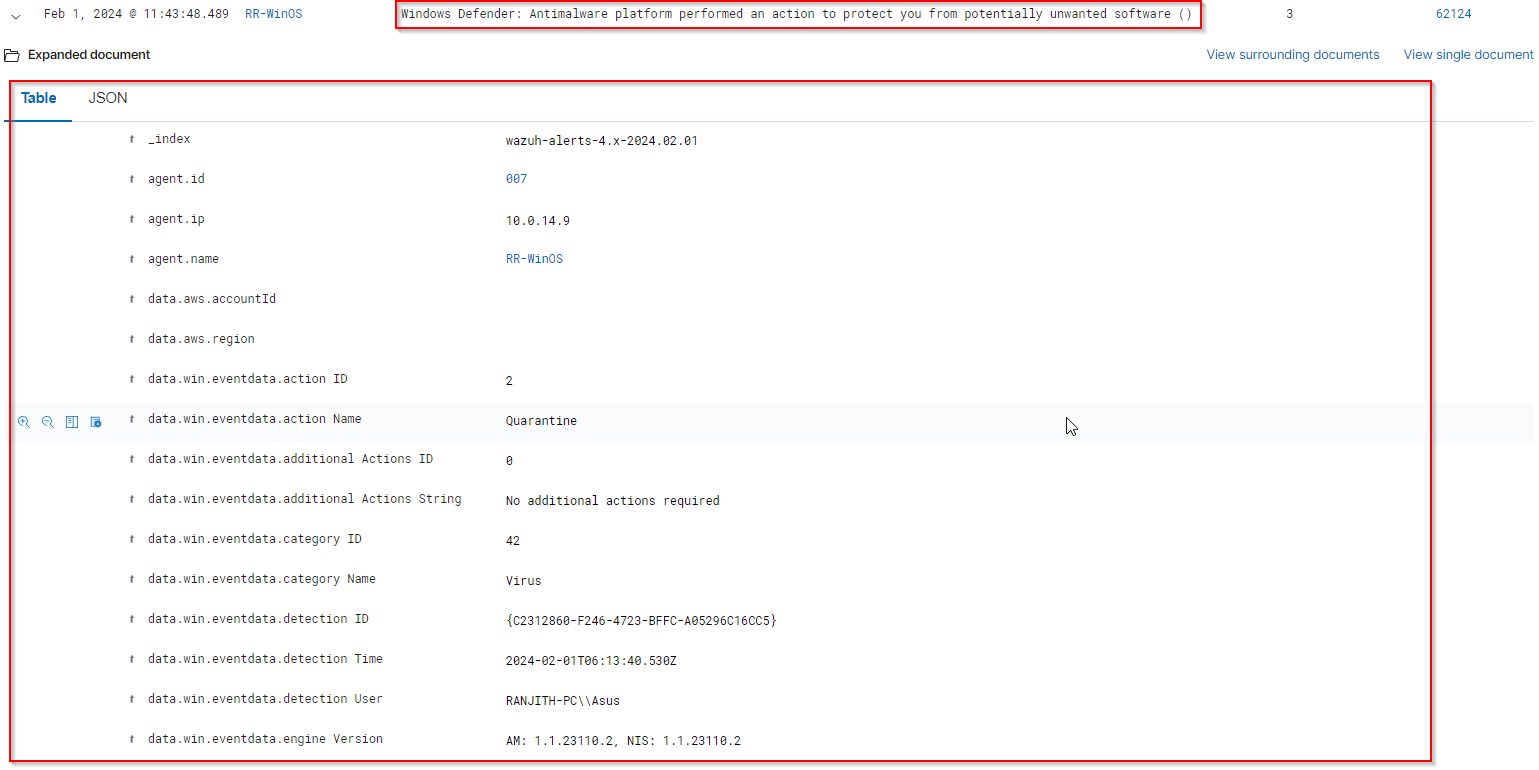 Feb 1, 2024 @ 11:43:48.489 RR-WinOS Windows Defender: Antimalware platform performed an action to protect you from potentially unwanted software () 3 62124
Expanded document View surrounding documents View single document
Table JSON
t _index wazuh-alerts-4.x-2024.02.01
t agent.id 007
t agent.ip 10.0.14.9
t agent.name RR-WinOS
t data.aws.accountId
t data.aws.region
t data.win.eventdata.action ID 2
t data.win.eventdata.action Name Quarantine
t data.win.eventdata.additional Actions ID 0
t data.win.eventdata.additional Actions String No additional actions required
t data.win.eventdata.category ID 42
t data.win.eventdata.category Name Virus
t data.win.eventdata.detection ID {C2312860-F246-4723-BFFC-A05296C16CC5}
t data.win.eventdata.detection Time 2024-02-01T06:13:40.530Z
t data.win.eventdata.detection User RANJITH-PC\\Asus
t data.win.eventdata.engine Version AM: 1.1.23110.2, NIS: 1.1.23110.2